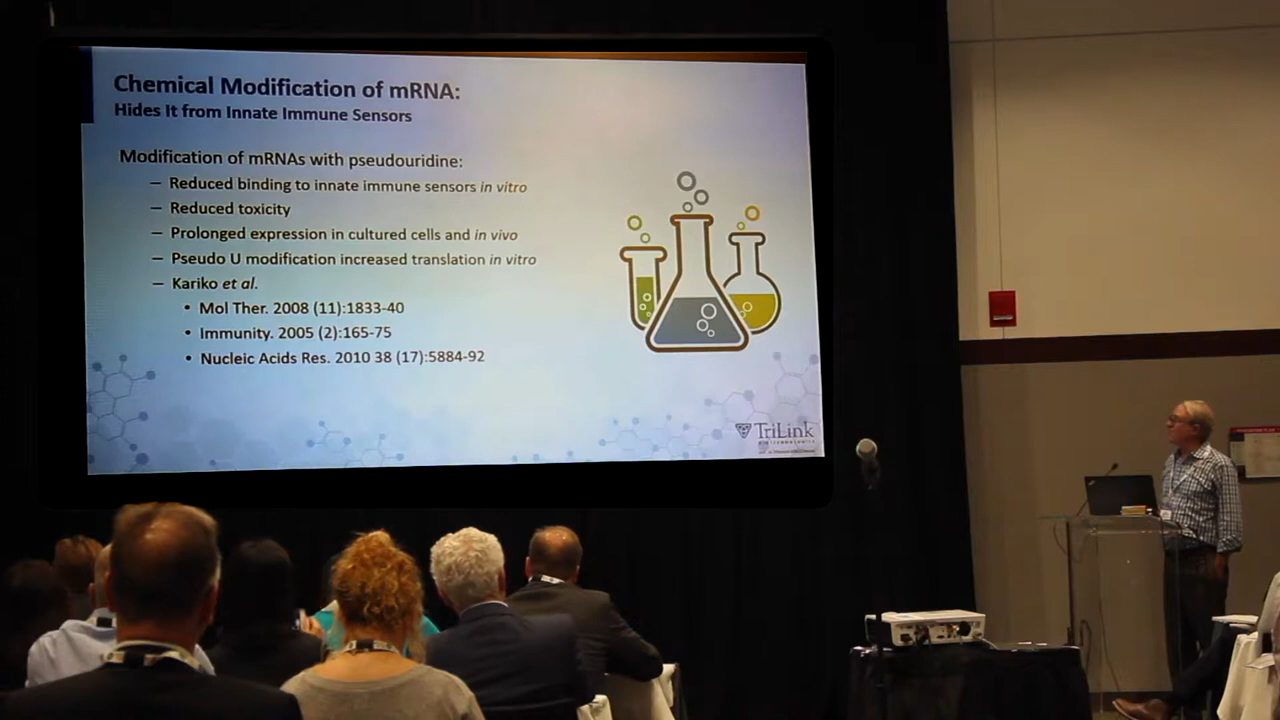 Chemical Modification of mRNA:
Hides It from Innate Immune Sensors
Modification of mRNAs with pseudouridine:
– Reduced binding to innate immune sensors in vitro
– Reduced toxicity
– Prolonged expression in cultured cells and in vivo
– Pseudo U modification increased translation in vitro
– Kariko et al.
• Mol Ther. 2008 (11):1833-40
• Immunity. 2005 (2):165-75
• Nucleic Acids Res. 2010 38 (17):5884-92
TriLink